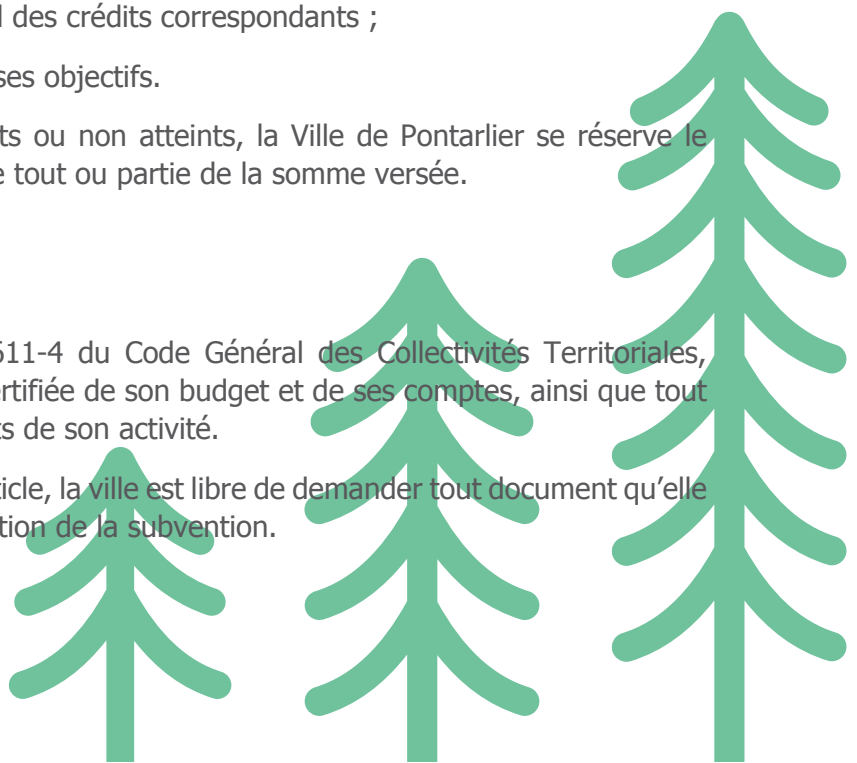 des crédits correspondants ;
ses objectifs.
ts ou non atteints, la Ville de Pontarlier se réserve le
e tout ou partie de la somme versée.
511-4 du Code Général des Collectivités Territoriales,
ertifiée de son budget et de ses comptes, ainsi que tout
ts de son activité.
ticle, la ville est libre de demander tout document qu'elle
tion de la subvention.